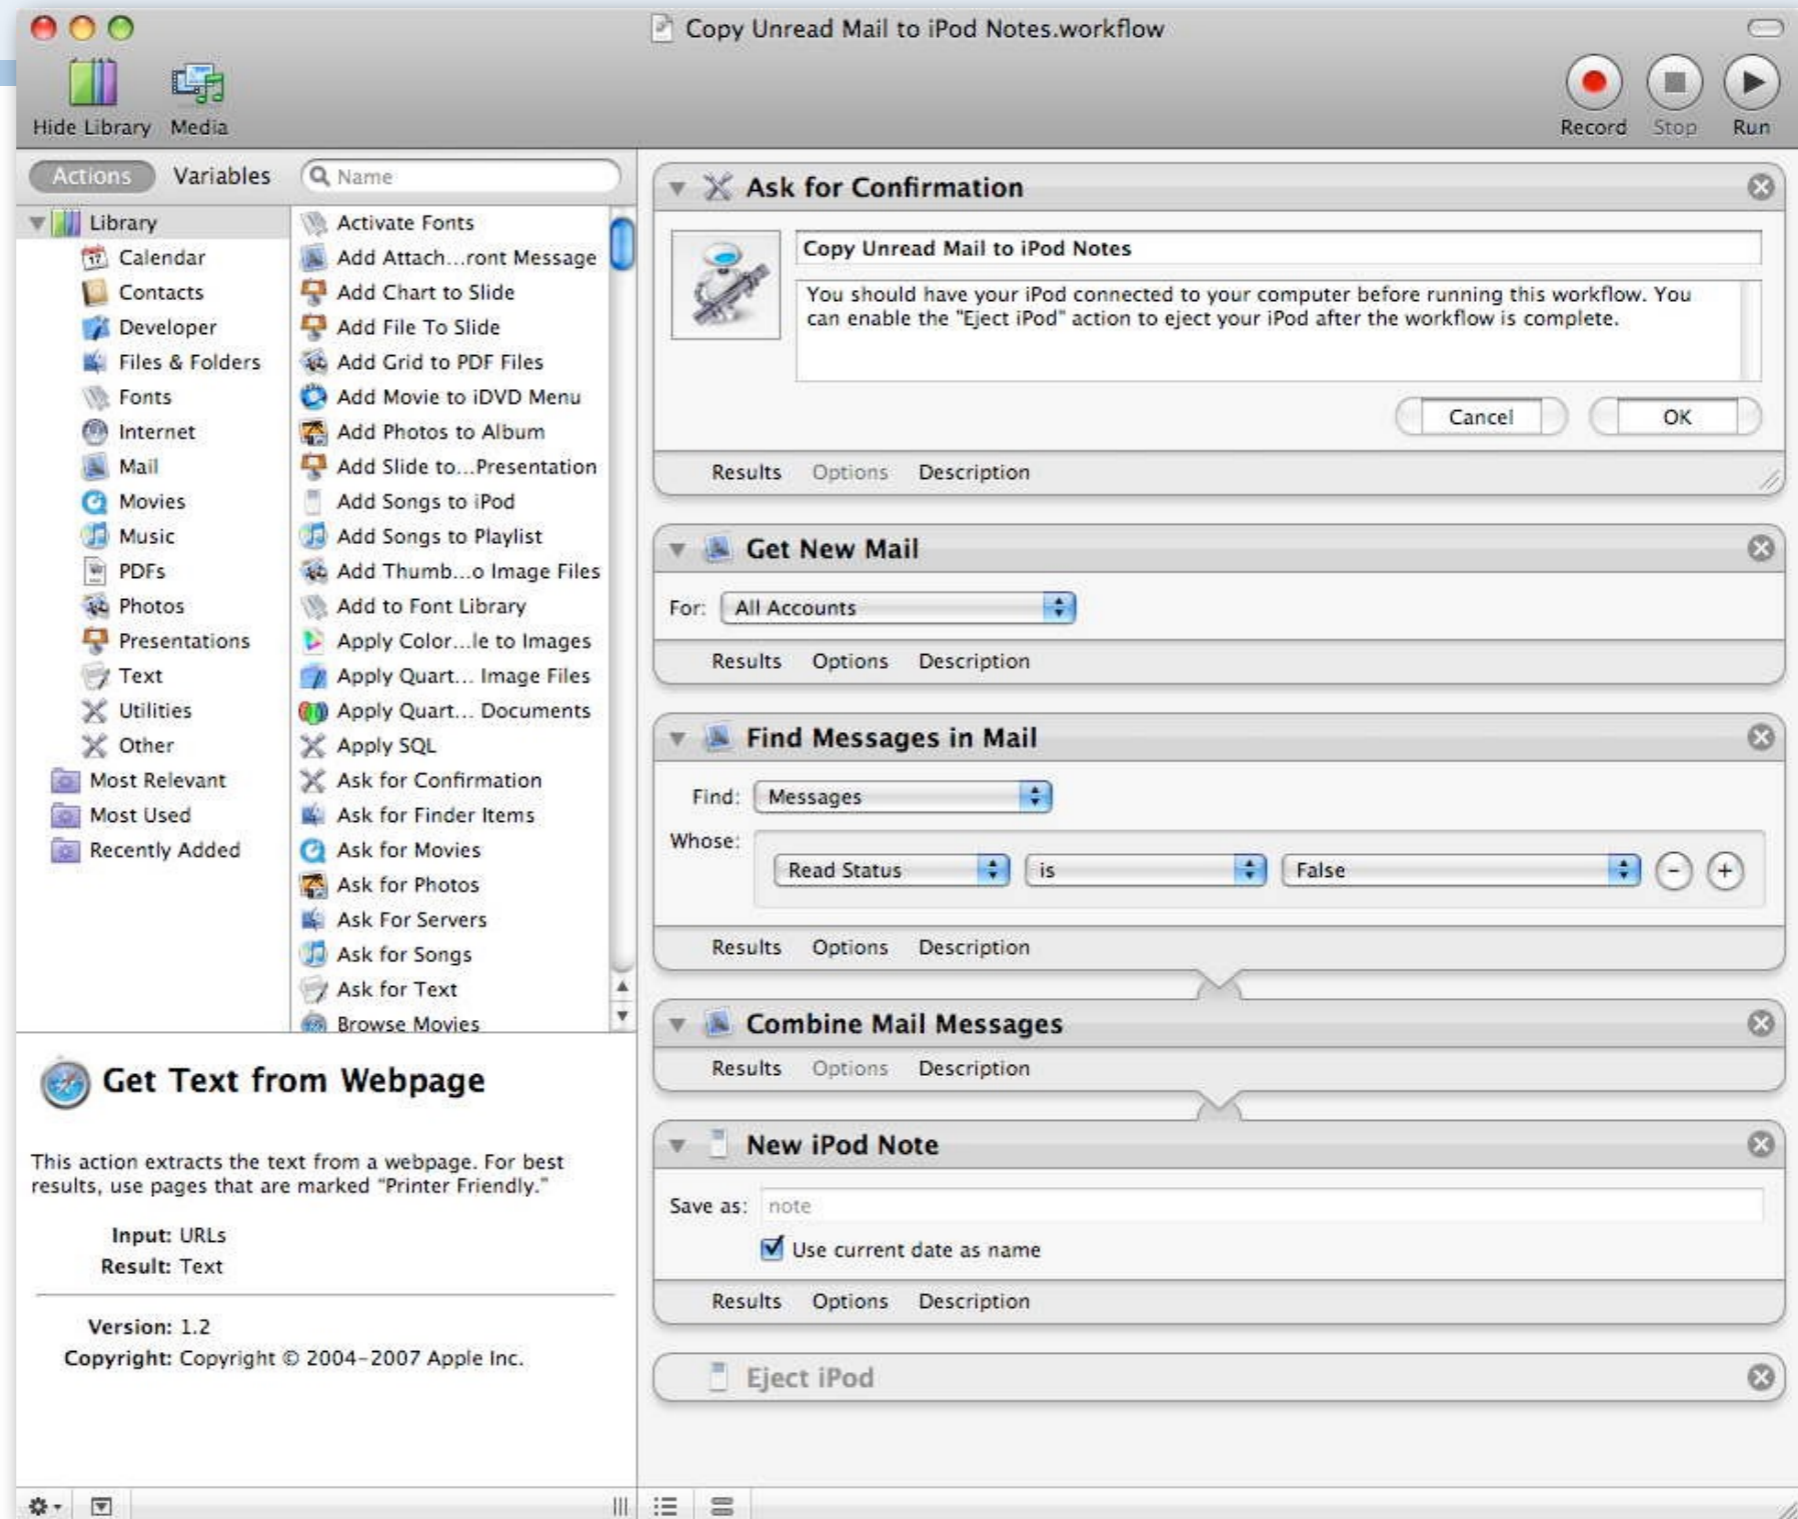 Copy Unread Mail to iPod Notes.workflow
Hide Library
Media
Record
Stop
Run
Actions
Variables
Name
Library
Calendar
Contacts
Developer
Files & Folders
Fonts
Internet
Mail
Movies
Music
PDFs
Photos
Presentations
Text
Utilities
Other
Most Relevant
Most Used
Recently Added
Activate Fonts
Add Attach...ront Message
Add Chart to Slide
Add File To Slide
Add Grid to PDF Files
Add Movie to iDVD Menu
Add Photos to Album
Add Slide to...Presentation
Add Songs to iPod
Add Songs to Playlist
Add Thumb...o Image Files
Add to Font Library
Apply Color...le to Images
Apply Quart... Image Files
Apply Quart... Documents
Apply SQL
Ask for Confirmation
Ask for Finder Items
Ask for Movies
Ask for Photos
Ask For Servers
Ask for Songs
Ask for Text
Browse Movies
Get Text from Webpage
This action extracts the text from a webpage. For best
results, use pages that are marked “Printer Friendly.”
Input: URLs
Result: Text
Version: 1.2
Copyright: Copyright © 2004–2007 Apple Inc.
Ask for Confirmation
Copy Unread Mail to iPod Notes
You should have your iPod connected to your computer before running this workflow. You
can enable the "Eject iPod" action to eject your iPod after the workflow is complete.
Cancel
OK
Results Options Description
Get New Mail
For: All Accounts
Results Options Description
Find Messages in Mail
Find: Messages
Whose:
Read Status is False
Results Options Description
Combine Mail Messages
Results Options Description
New iPod Note
Save as: note
Use current date as name
Results Options Description
Eject iPod